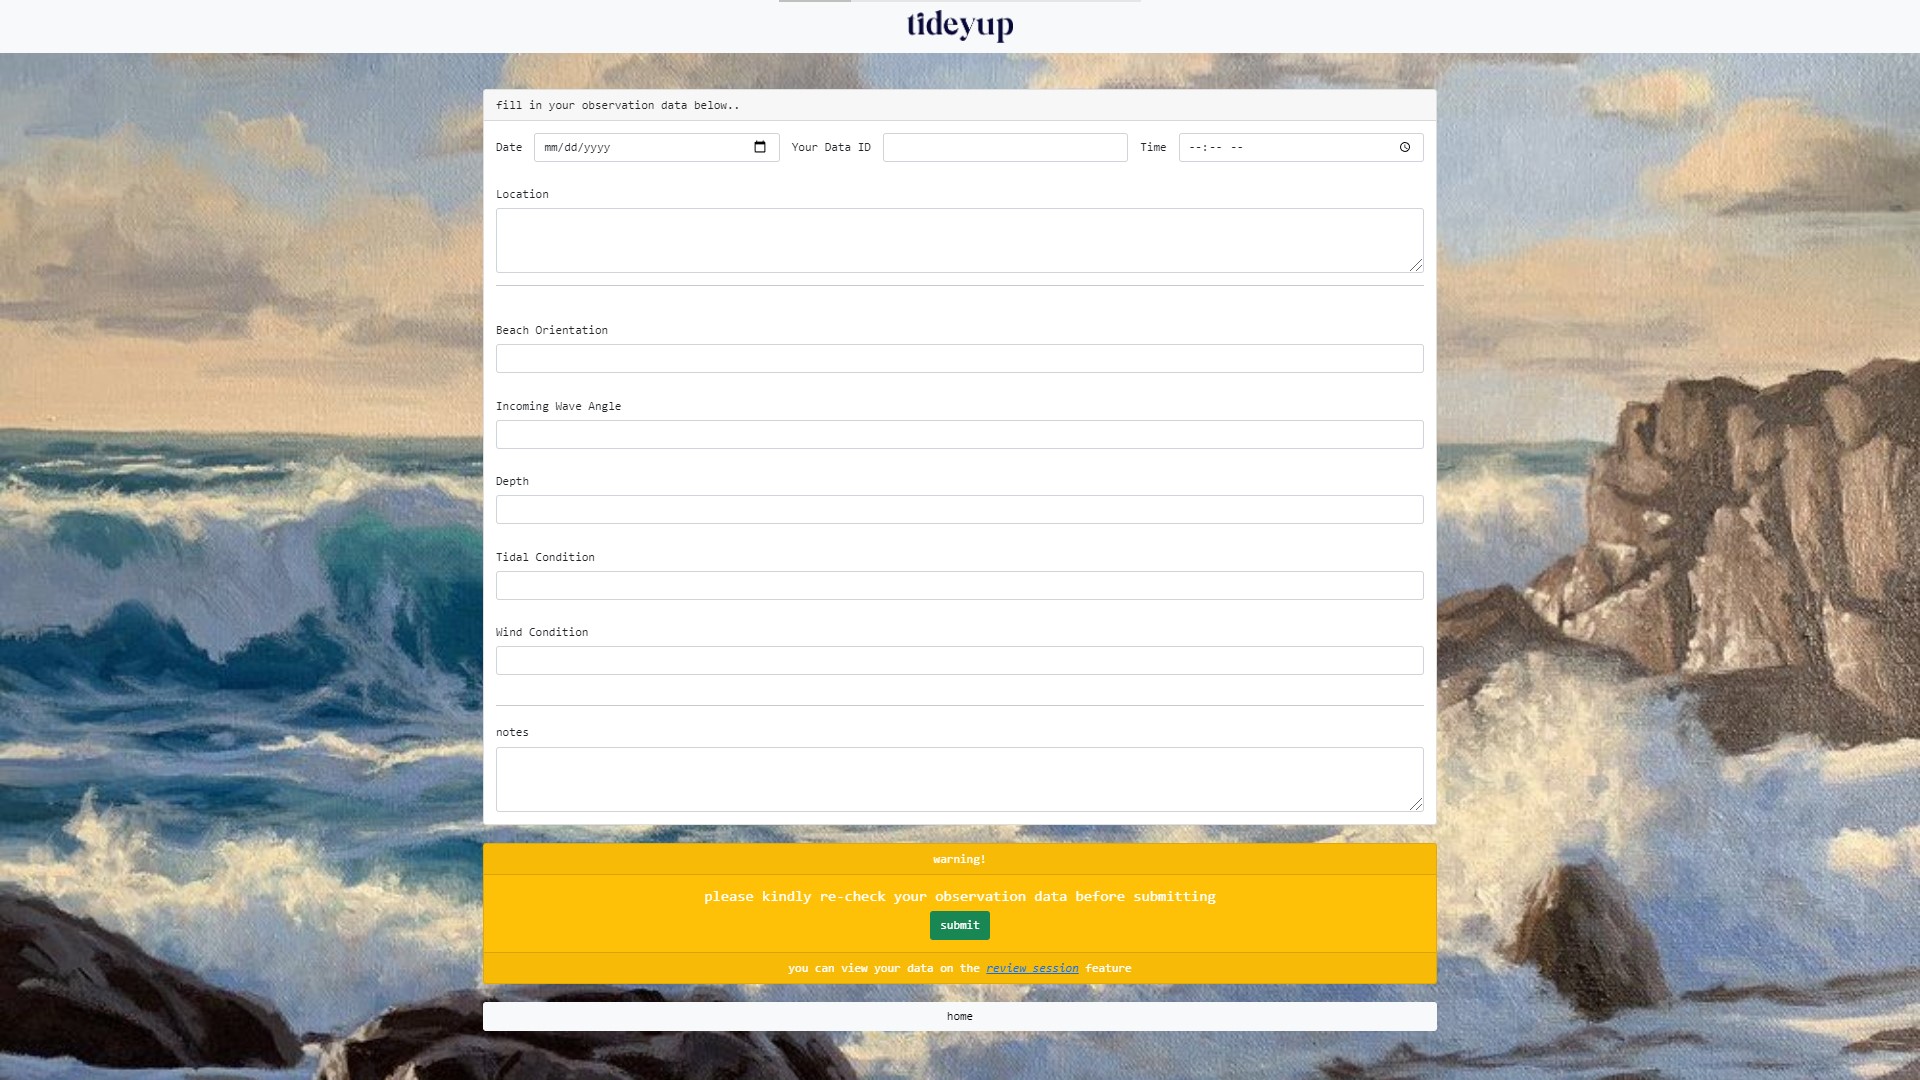 tideyup
fill in your observation data below..
Date mm/dd/yyyy Your Data ID Time --:-- --
Location
Beach Orientation
Incoming Wave Angle
Depth
Tidal Condition
Wind Condition
notes
warning!
please kindly re-check your observation data before submitting
submit
you can view your data on the review session feature
home